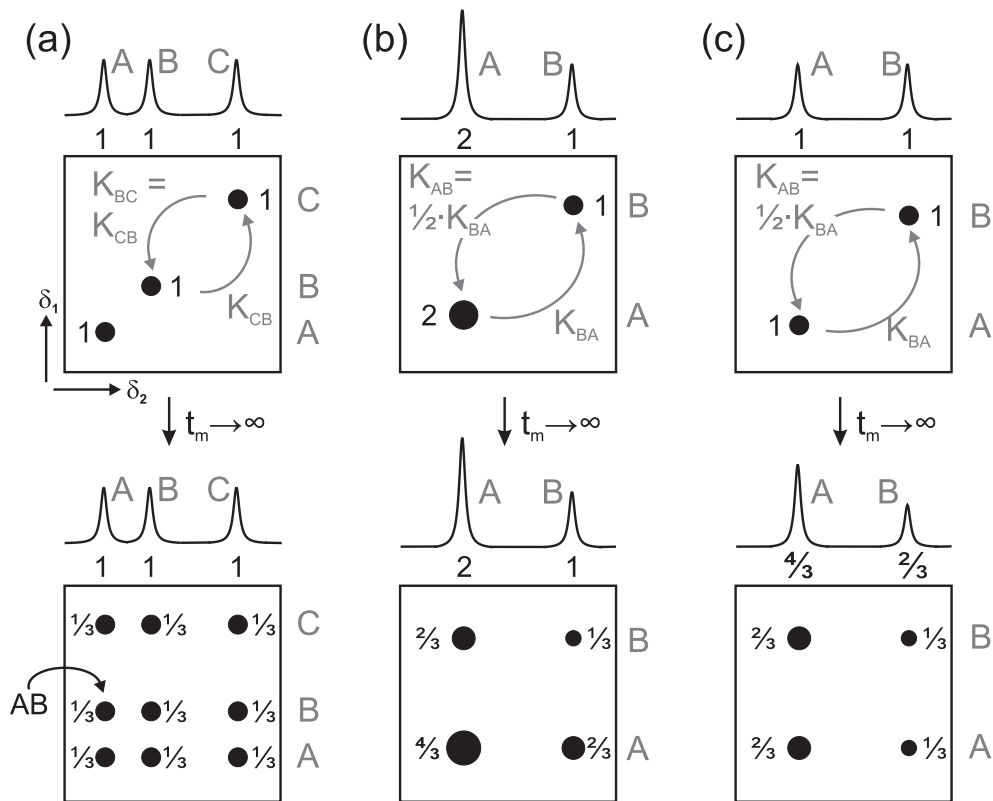 (a) (b) (c)
A B C
A B
A B
1 1 1
2 1
1 1
K_BC =
K_CB
1 C
1 B
K_CB
1 A
δ₁
δ₂
K_AB =
½·K_BA
1 B
2 A
K_BA
K_AB =
½·K_BA
1 B
1 A
K_BA
t_m→∞
t_m→∞
t_m→∞
A B C
A B
A B
1 1 1
2 1
⁴⁄₃ ⅔
⅓ ⅓ ⅓ C
AB
⅓ ⅓ ⅓ B
⅓ ⅓ ⅓ A
⅔ ⅓ B
⁴⁄₃ ⅔ A
⅔ ⅓ B
⅔ ⅓ A